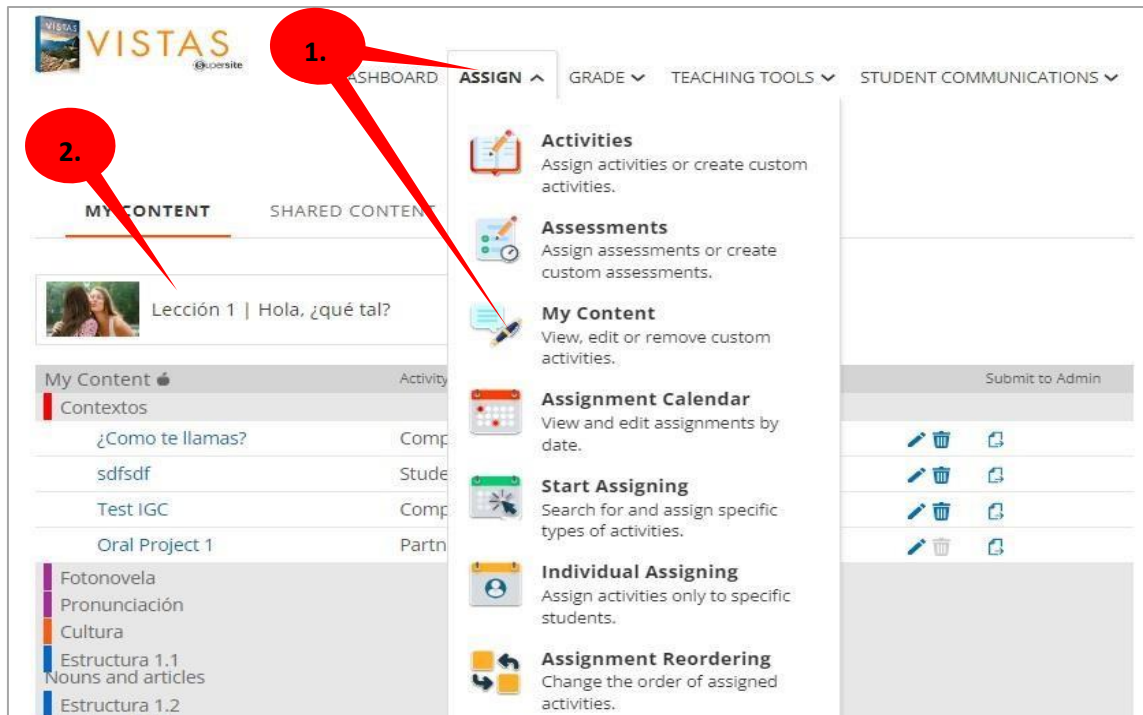 VISTAS
VISTAS
Supersite
1.
ASHBOARD ASSIGN GRADE TEACHING TOOLS STUDENT COMMUNICATIONS
2.
MY CONTENT SHARED CONTENT
Lección 1 | Hola, ¿qué tal?
Activities
Assign activities or create custom
activities.
Assessments
Assign assessments or create
custom assessments.
My Content
View, edit or remove custom
activities.
Assignment Calendar
View and edit assignments by
date.
Start Assigning
Search for and assign specific
types of activities.
Individual Assigning
Assign activities only to specific
students.
Assignment Reordering
Change the order of assigned
activities.
My Content Activity Submit to Admin
Contextos
¿Como te llamas? Comp
sdfsdf Stude
Test IGC Comp
Oral Project 1 Partn
Fotonovela
Pronunciación
Cultura
Estructura 1.1
Nouns and articles
Estructura 1.2